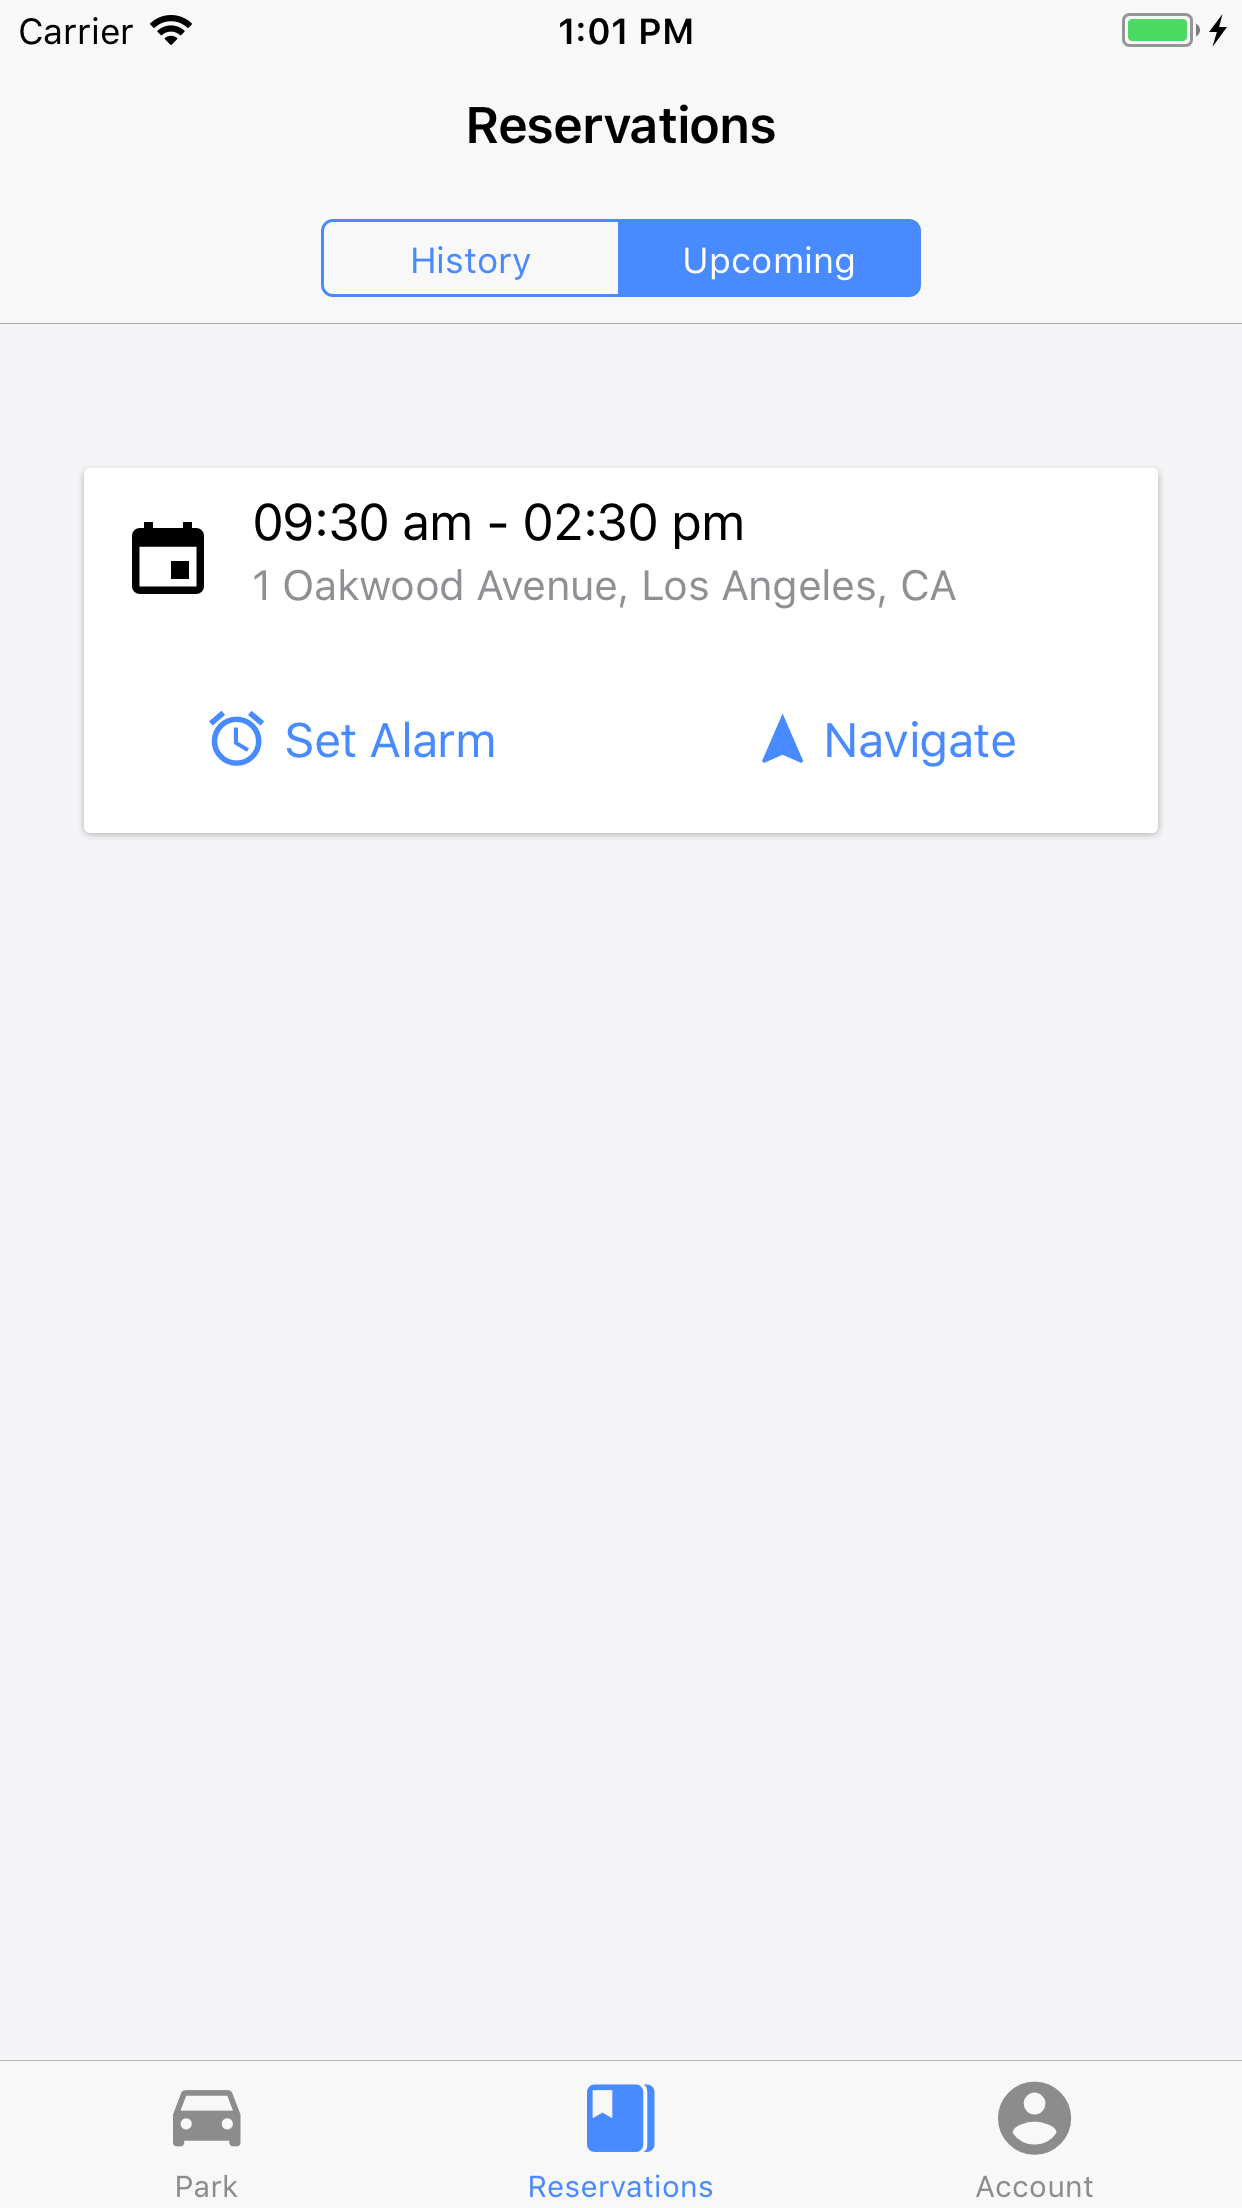 Carrier 1:01 PM
Reservations
History Upcoming
09:30 am - 02:30 pm
1 Oakwood Avenue, Los Angeles, CA
Set Alarm Navigate
Park Reservations Account